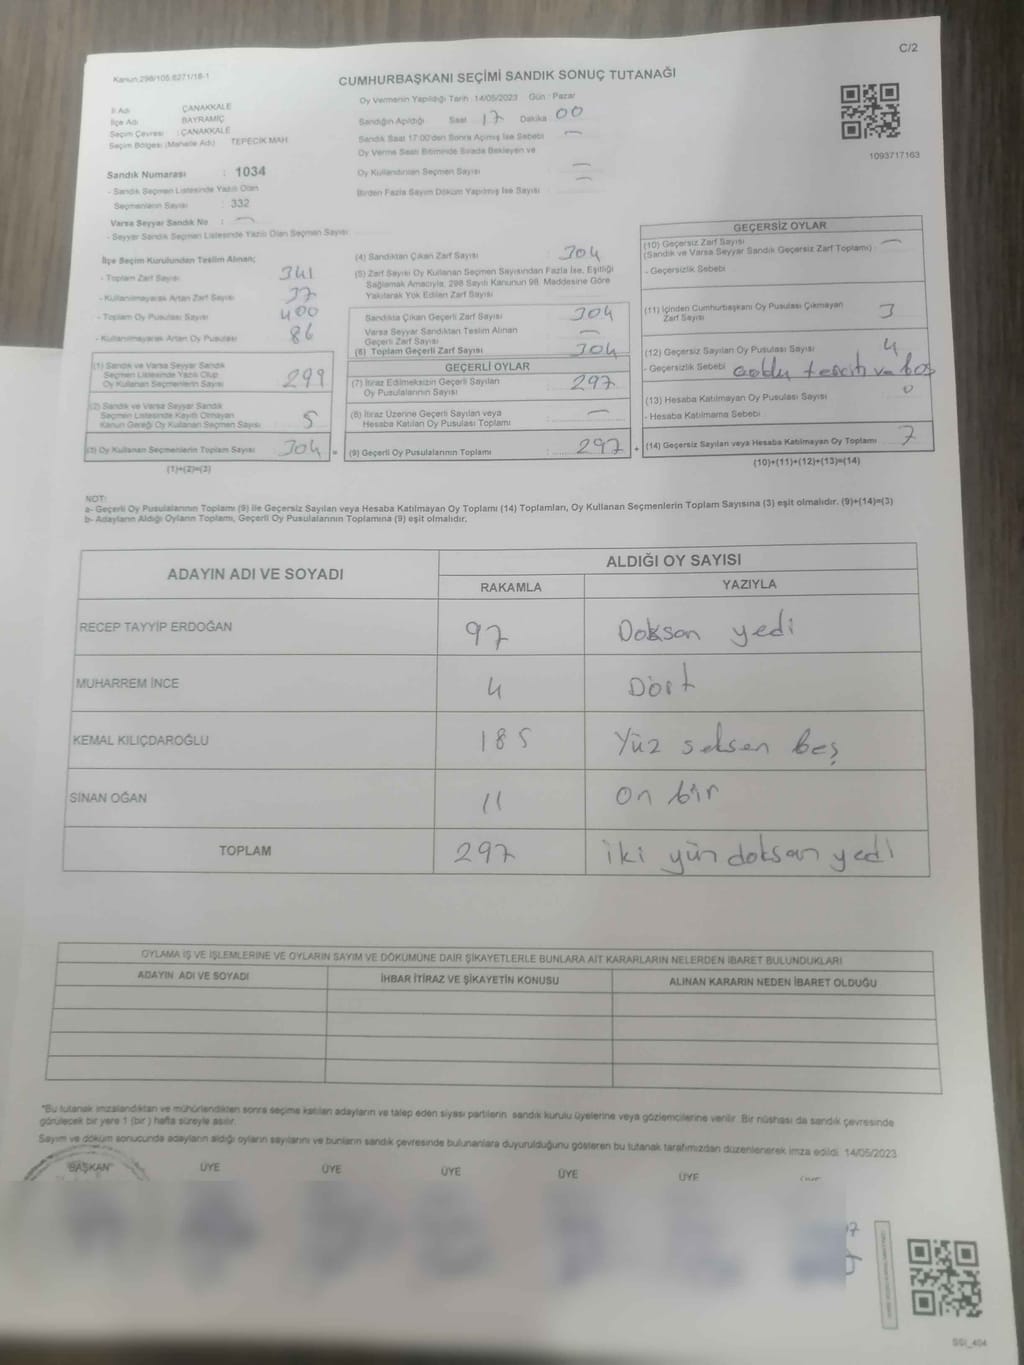 C/2
Kanun.298/105.6271/18-1
CUMHURBAŞKANI SEÇİMİ SANDIK SONUÇ TUTANAĞI
1093717163
İl Adı : ÇANAKKALE
İlçe Adı : BAYRAMİÇ
Seçim Çevresi : ÇANAKKALE
Seçim Bölgesi (Mahalle Adı) TEPECİK MAH.
Sandık Numarası : 1034
- Sandık Seçmen Listesinde Yazılı Olan
Seçmenlerin Sayısı : 332
Varsa Seyyar Sandık No : —
- Seyyar Sandık Seçmen Listesinde Yazılı Olan Seçmen Sayısı
Oy Vermenin Yapıldığı Tarih : 14/05/2023 Gün : Pazar
Sandığın Açıldığı Saat 17 Dakika 00
Sandık Saat 17:00'den Sonra Açılmış İse Sebebi —
Oy Verme Saati Bitiminde Sırada Bekleyen ve
Oy Kullandırılan Seçmen Sayısı —
Birden Fazla Sayım Döküm Yapılmış İse Sayısı —
İlçe Seçim Kurulundan Teslim Alınan;
- Toplam Zarf Sayısı 341
- Kullanılmayarak Artan Zarf Sayısı 37
- Toplam Oy Pusulası Sayısı 400
- Kullanılmayarak Artan Oy Pusulası 86
(1) Sandık ve Varsa Seyyar Sandık
Seçmen Listesinde Yazılı Olup
Oy Kullanan Seçmenlerin Sayısı 299
(2) Sandık ve Varsa Seyyar Sandık
Seçmen Listesinde Kayıtlı Olmayan
Kanun Gereği Oy Kullanan Seçmen Sayısı 5
(3) Oy Kullanan Seçmenlerin Toplam Sayısı 304 =
(1)+(2)=(3)
(4) Sandıktan Çıkan Zarf Sayısı : 304
(5) Zarf Sayısı Oy Kullanan Seçmen Sayısından Fazla İse, Eşitliği
Sağlamak Amacıyla, 298 Sayılı Kanunun 98. Maddesine Göre
Yakılarak Yok Edilen Zarf Sayısı
Sandıkta Çıkan Geçerli Zarf Sayısı : 304
Varsa Seyyar Sandıktan Teslim Alınan
Geçerli Zarf Sayısı —
(6) Toplam Geçerli Zarf Sayısı 304
GEÇERLİ OYLAR
(7) İtiraz Edilmeksizin Geçerli Sayılan
Oy Pusulalarının Sayısı : 297
(8) İtiraz Üzerine Geçerli Sayılan veya
Hesaba Katılan Oy Pusulası Toplamı : —
(9) Geçerli Oy Pusulalarının Toplamı : 297 +
GEÇERSİZ OYLAR
(10) Geçersiz Zarf Sayısı —
(Sandık ve Varsa Seyyar Sandık Geçersiz Zarf Toplamı)
- Geçersizlik Sebebi
(11) İçinden Cumhurbaşkanı Oy Pusulası Çıkmayan
Zarf Sayısı 3
(12) Geçersiz Sayılan Oy Pusulası Sayısı 4
- Geçersizlik Sebebi Çoklu tercih ve boş
(13) Hesaba Katılmayan Oy Pusulası Sayısı 0
- Hesaba Katılmama Sebebi
(14) Geçersiz Sayılan veya Hesaba Katılmayan Oy Toplamı 7
(10)+(11)+(12)+(13)=(14)
NOT:
a- Geçerli Oy Pusulalarının Toplamı (9) ile Geçersiz Sayılan veya Hesaba Katılmayan Oy Toplamı (14) Toplamları, Oy Kullanan Seçmenlerin Toplam Sayısına (3) eşit olmalıdır. (9)+(14)=(3)
b- Adayların Aldığı Oyların Toplamı, Geçerli Oy Pusulalarının Toplamına (9) eşit olmalıdır.
ADAYIN ADI VE SOYADI
ALDIĞI OY SAYISI
RAKAMLA YAZIYLA
RECEP TAYYİP ERDOĞAN 97 Doksan yedi
MUHARREM İNCE 4 Dört
KEMAL KILIÇDAROĞLU 185 Yüz seksen beş
SİNAN OĞAN 11 on bir
TOPLAM 297 iki yün doksan yedi
OYLAMA İŞ VE İŞLEMLERİNE VE OYLARIN SAYIM VE DÖKÜMÜNE DAİR ŞİKAYETLERLE BUNLARA AİT KARARLARIN NELERDEN İBARET BULUNDUKLARI
ADAYIN ADI VE SOYADI İHBAR İTİRAZ VE ŞİKAYETİN KONUSU ALINAN KARARIN NEDEN İBARET OLDUĞU
"Bu tutanak imzalandıktan ve mühürlendikten sonra seçime katılan adayların ve talep eden siyasi partilerin sandık kurulu üyelerine veya gözlemcilerine verilir. Bir nüshası da sandık çevresinde
görülecek bir yere 1 (bir) hafta süreyle asılır.
Sayım ve döküm sonucunda adayların aldığı oyların sayılarını ve bunların sandık çevresinde bulunanlara duyurulduğunu gösteren bu tutanak tarafımızdan düzenlenerek imza edildi. 14/05/2023
BAŞKAN ÜYE ÜYE ÜYE ÜYE ÜYE
SSI_404